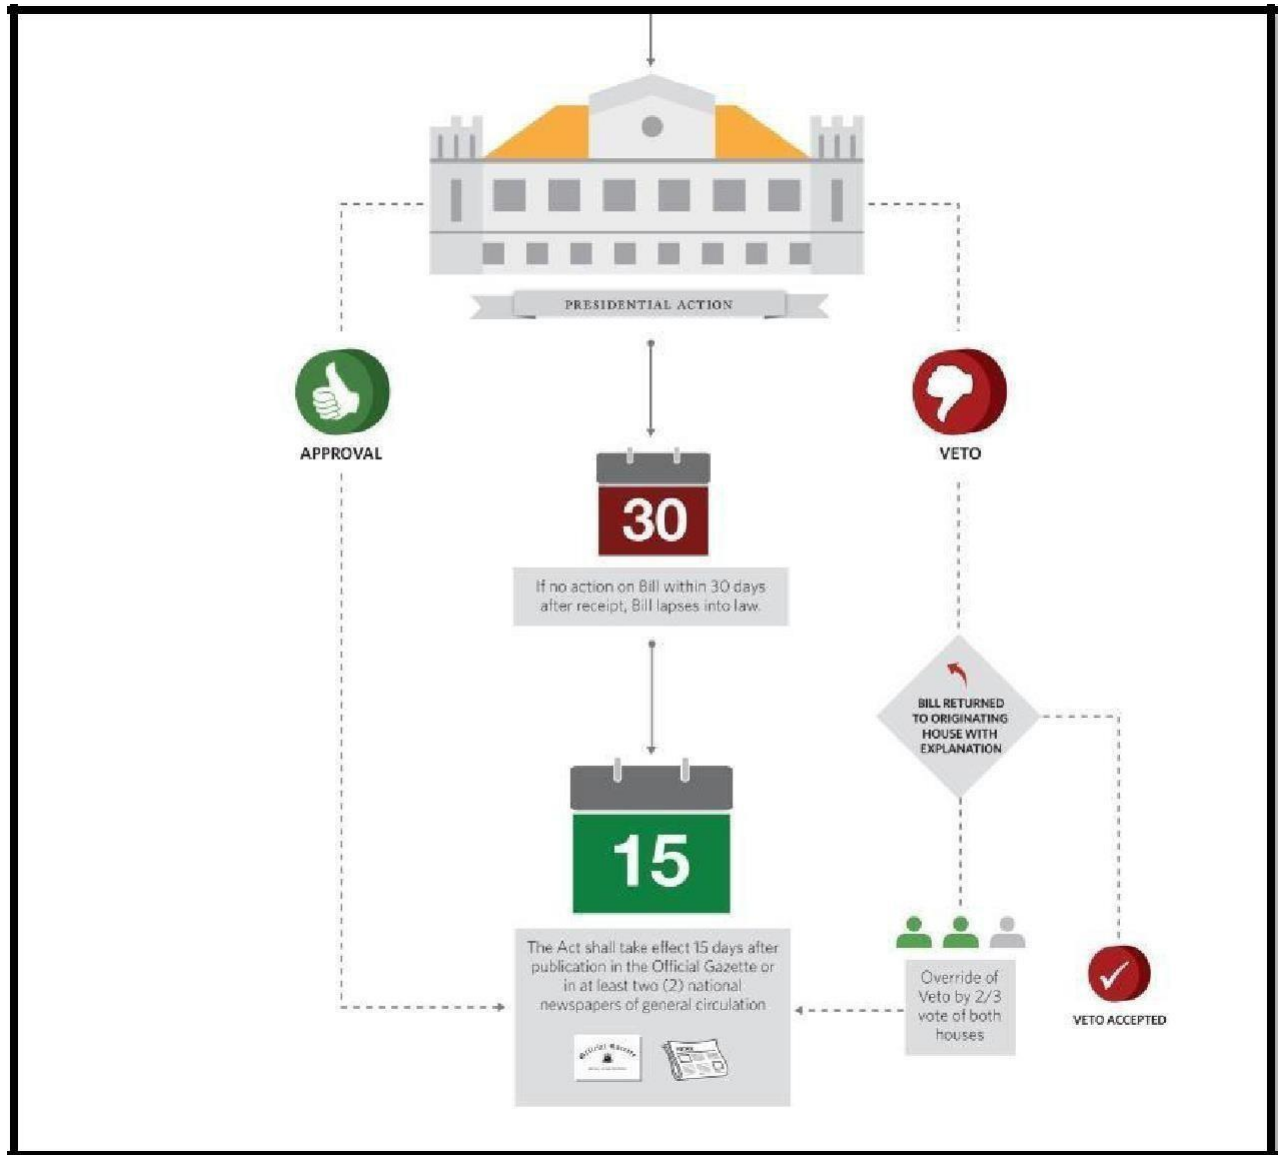 PRESIDENTIAL ACTION
APPROVAL
VETO
30
If no action on Bill within 30 days
after receipt, Bill lapses into law.
BILL RETURNED
TO ORIGINATING
HOUSE WITH
EXPLANATION
15
The Act shall take effect 15 days after
publication in the Official Gazette or
in at least two (2) national
newspapers of general circulation
Official Gazette
NEWS
Override of
Veto by 2/3
vote of both
houses
VETO ACCEPTED